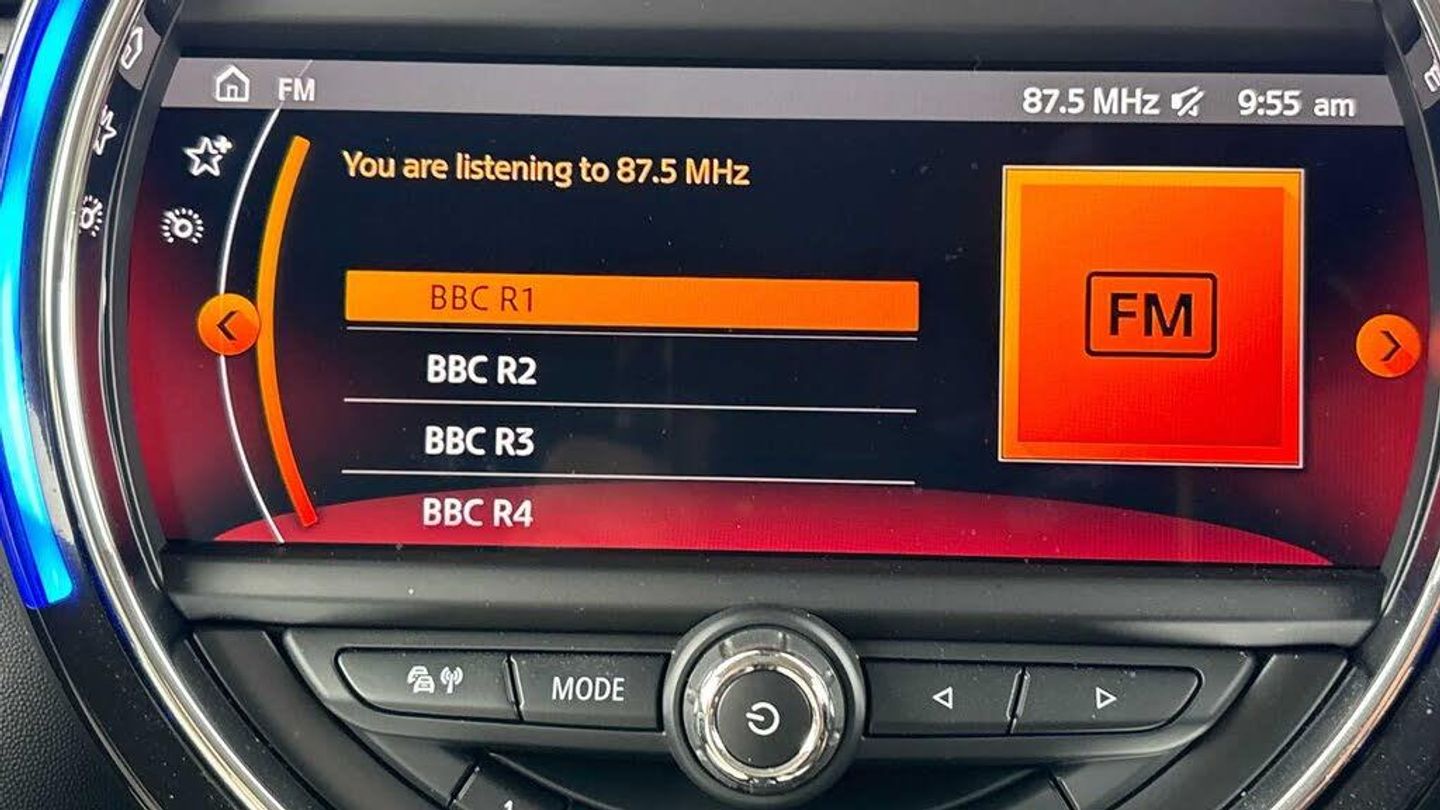 FM
87.5 MHz 9:55 am
You are listening to 87.5 MHz
BBC R1
BBC R2
BBC R3
BBC R4
FM
MODE
1